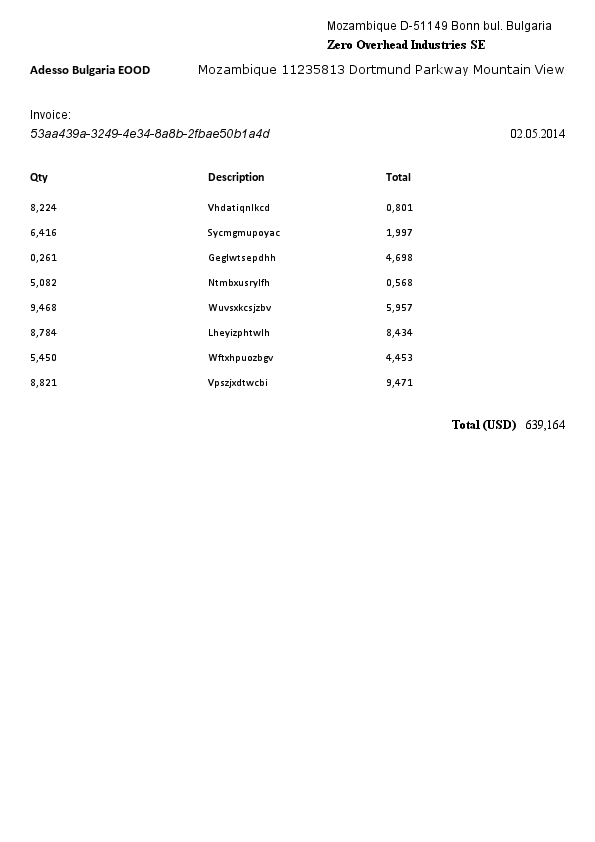 Mozambique D-51149 Bonn bul. Bulgaria
Zero Overhead Industries SE
Adesso Bulgaria EOOD Mozambique 11235813 Dortmund Parkway Mountain View
Invoice:
53aa439a-3249-4e34-8a8b-2fbae50b1a4d 02.05.2014
Qty Description Total
8,224 Vhdatiqnlkcd 0,801
6,416 Sycmgmupoyac 1,997
0,261 Geglwtsepdhh 4,698
5,082 Ntmbxusrylfh 0,568
9,468 Wuvsxkcsjzbv 5,957
8,784 Lheyizphtwlh 8,434
5,450 Wftxhpuozbgv 4,453
8,821 Vpszjxdtwcbi 9,471
Total (USD) 639,164